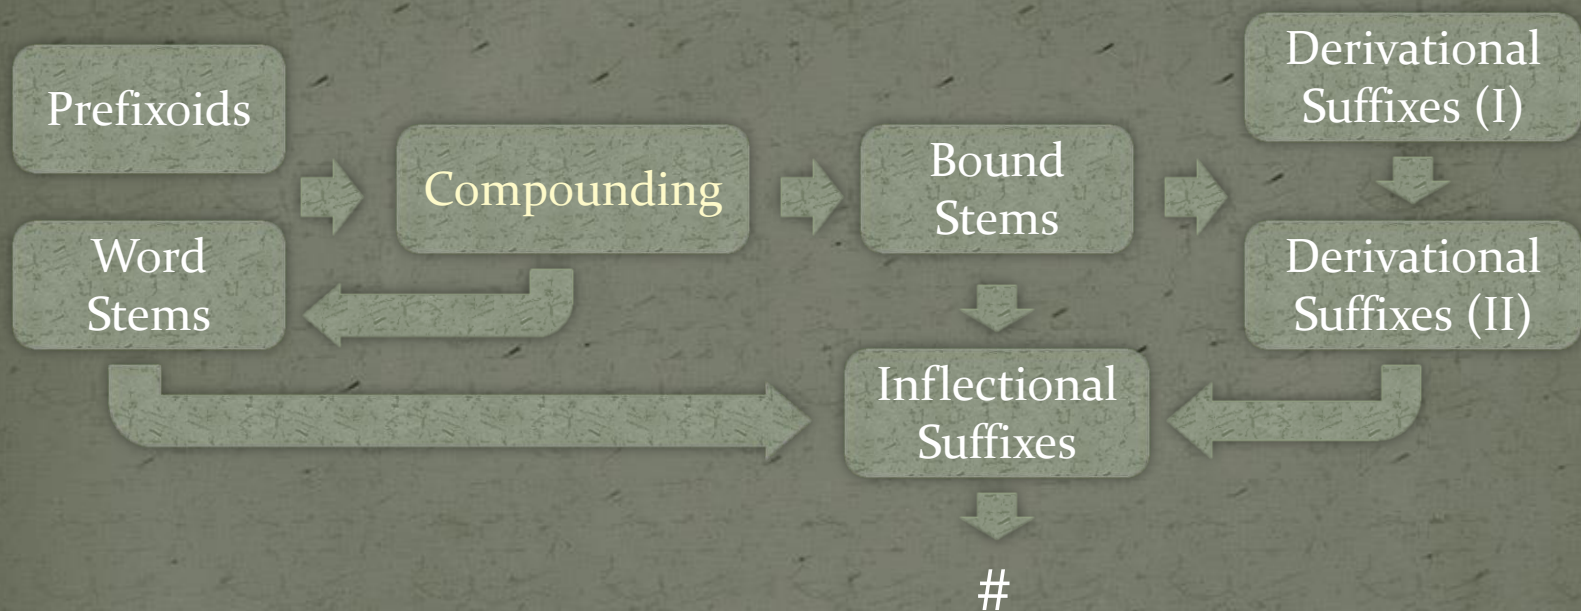 Prefixoids
Word
Stems
Compounding
Bound
Stems
Derivational
Suffixes (I)
Derivational
Suffixes (II)
Inflectional
Suffixes
#